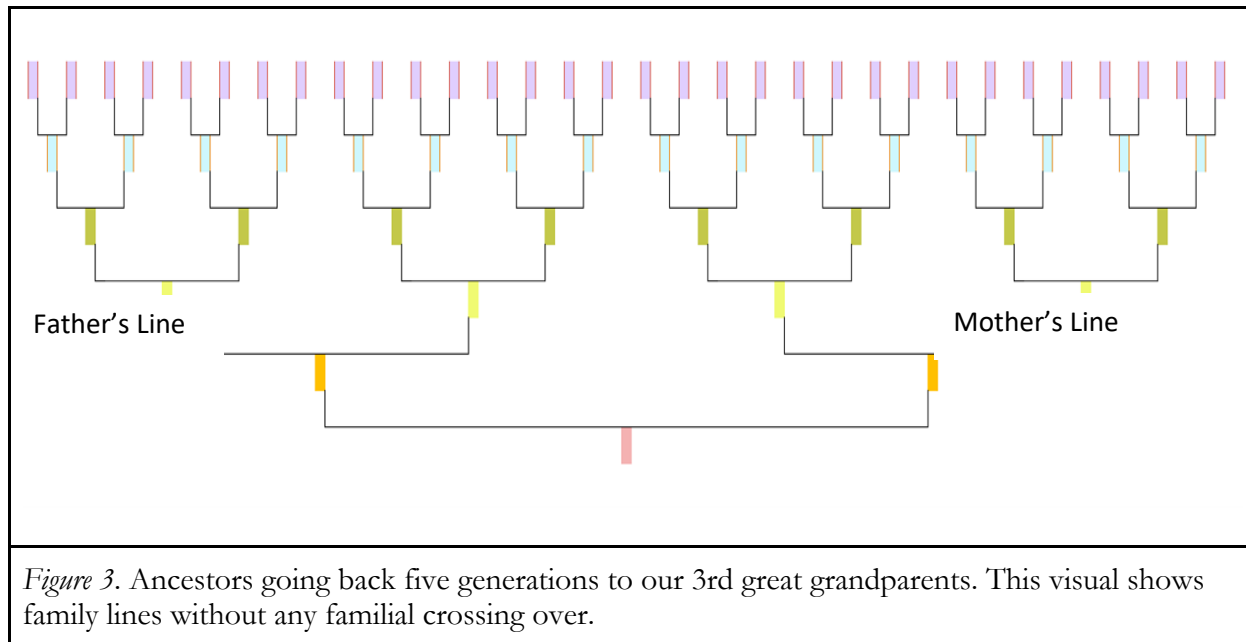 Father’s Line
Mother’s Line
Figure 3. Ancestors going back five generations to our 3rd great grandparents. This visual shows
family lines without any familial crossing over.